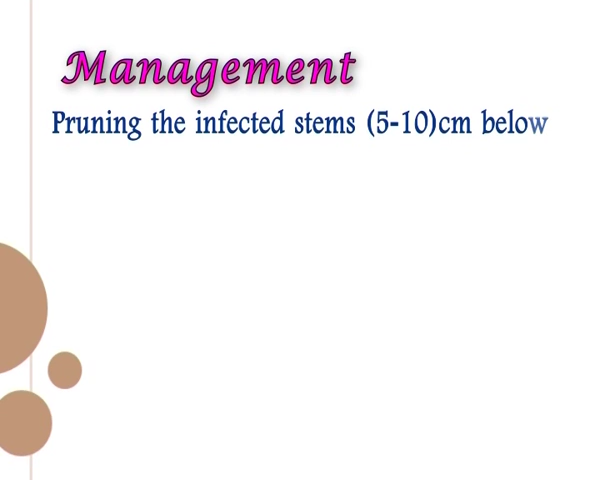 Management
Pruning the infected stems (5-10)cm below